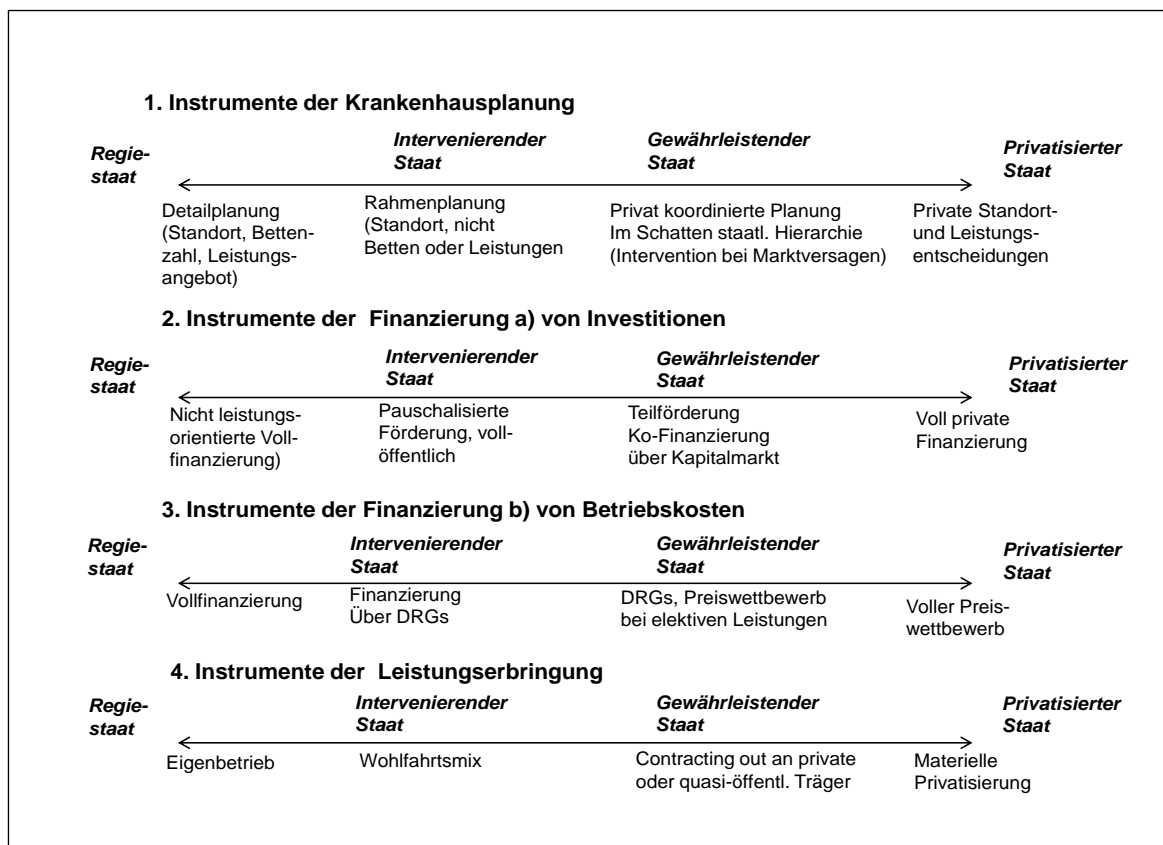 1. Instrumente der Krankenhausplanung
Regie-
staat
Intervenierender
Staat
Gewährleistender
Staat
Privatisierter
Staat
Detailplanung
(Standort, Betten-
zahl, Leistungs-
angebot)
Rahmenplanung
(Standort, nicht
Betten oder Leistungen
Privat koordinierte Planung
Im Schatten staatl. Hierarchie
(Intervention bei Marktversagen)
Private Standort-
und Leistungs-
entscheidungen
2. Instrumente der Finanzierung a) von Investitionen
Regie-
staat
Intervenierender
Staat
Gewährleistender
Staat
Privatisierter
Staat
Nicht leistungs-
orientierte Voll-
finanzierung)
Pauschalisierte
Förderung, voll-
öffentlich
Teilförderung
Ko-Finanzierung
über Kapitalmarkt
Voll private
Finanzierung
3. Instrumente der Finanzierung b) von Betriebskosten
Regie-
staat
Intervenierender
Staat
Gewährleistender
Staat
Privatisierter
Staat
Vollfinanzierung
Finanzierung
Über DRGs
DRGs, Preiswettbewerb
bei elektiven Leistungen
Voller Preis-
wettbewerb
4. Instrumente der Leistungserbringung
Regie-
staat
Intervenierender
Staat
Gewährleistender
Staat
Privatisierter
Staat
Eigenbetrieb
Wohlfahrtsmix
Contracting out an private
oder quasi-öffentl. Träger
Materielle
Privatisierung